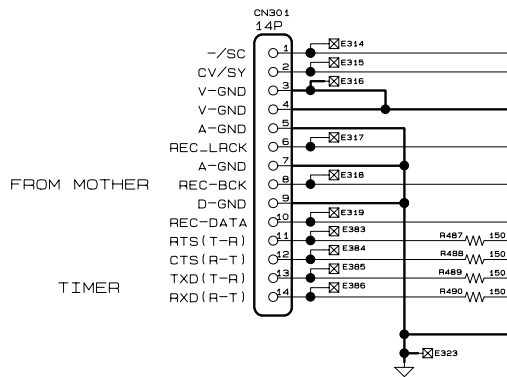 CN301
14P
-/SC 1 E314
CV/SY 2 E315
V-GND 3 E316
V-GND 4
A-GND 5
REC_LRCK 6 E317
A-GND 7
FROM MOTHER REC-BCK 8 E318
D-GND 9
REC-DATA 10 E319
RTS(T-R) 11 E383 R487 150
CTS(R-T) 12 E384 R488 150
TIMER TXD(T-R) 13 E385 R489 150
RXD(R-T) 14 E386 R490 150
E323